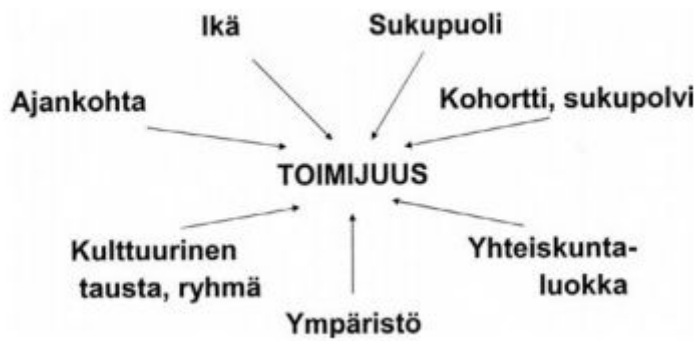 Ikä
Sukupuoli
Ajankohta
Kohortti, sukupolvi
TOIMIJUUS
Kulttuurinen
tausta, ryhmä
Yhteiskunta-
luokka
Ympäristö